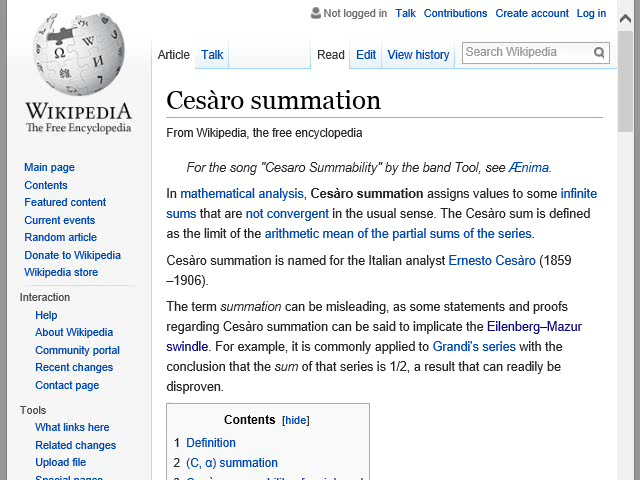 Not logged in Talk Contributions Create account Log in
Article Talk Read Edit View history Search Wikipedia
WIKIPEDIA
The Free Encyclopedia
Main page
Contents
Featured content
Current events
Random article
Donate to Wikipedia
Wikipedia store
Interaction
Help
About Wikipedia
Community portal
Recent changes
Contact page
Tools
What links here
Related changes
Upload file
Special pages
Cesàro summation
From Wikipedia, the free encyclopedia
For the song "Cesaro Summability" by the band Tool, see Ænima.
In mathematical analysis, Cesàro summation assigns values to some infinite
sums that are not convergent in the usual sense. The Cesàro sum is defined
as the limit of the arithmetic mean of the partial sums of the series.
Cesàro summation is named for the Italian analyst Ernesto Cesàro (1859
–1906).
The term summation can be misleading, as some statements and proofs
regarding Cesàro summation can be said to implicate the Eilenberg–Mazur
swindle. For example, it is commonly applied to Grandi's series with the
conclusion that the sum of that series is 1/2, a result that can readily be
disproven.
Contents [hide]
1 Definition
2 (C, α) summation